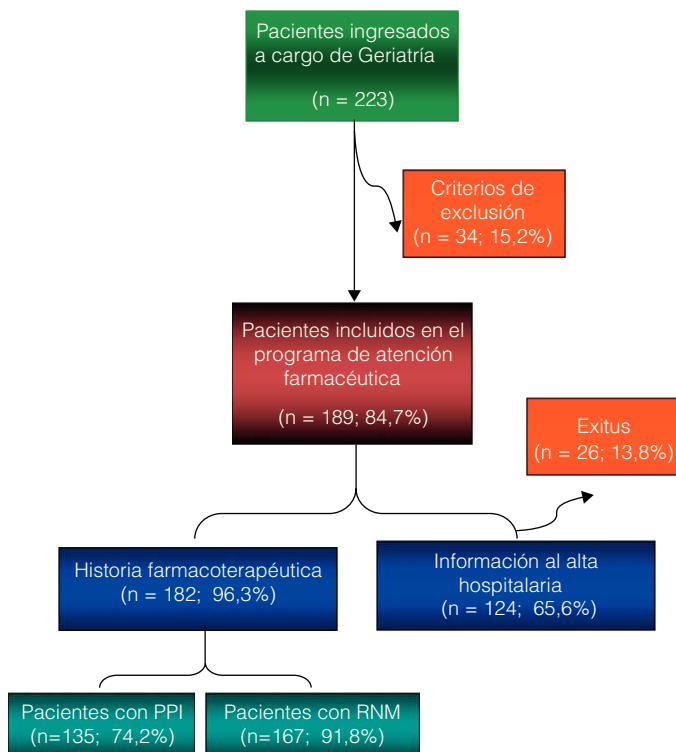 Pacientes ingresados
a cargo de Geriatría
(n = 223)
Criterios de
exclusión
(n = 34; 15,2%)
Pacientes incluidos en el
programa de atención
farmacéutica
(n = 189; 84,7%)
Exitus
(n = 26; 13,8%)
Historia farmacoterapéutica
(n = 182; 96,3%)
Información al alta
hospitalaria
(n = 124; 65,6%)
Pacientes con PPI
(n=135; 74,2%)
Pacientes con RNM
(n=167; 91,8%)